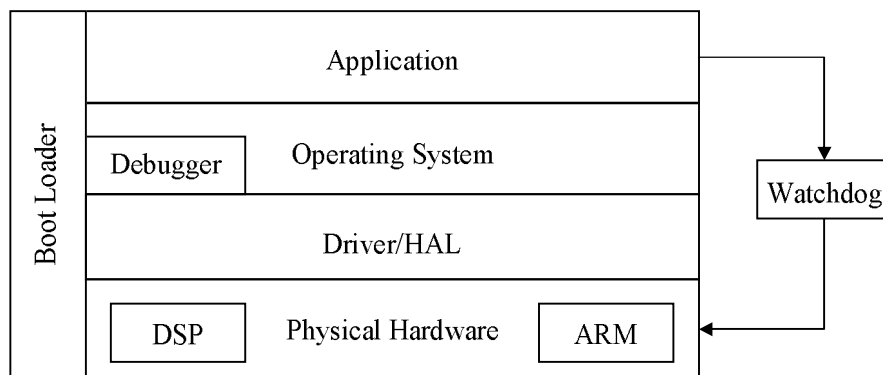 Boot Loader
Application
Debugger
Operating System
Watchdog
Driver/HAL
DSP
Physical Hardware
ARM